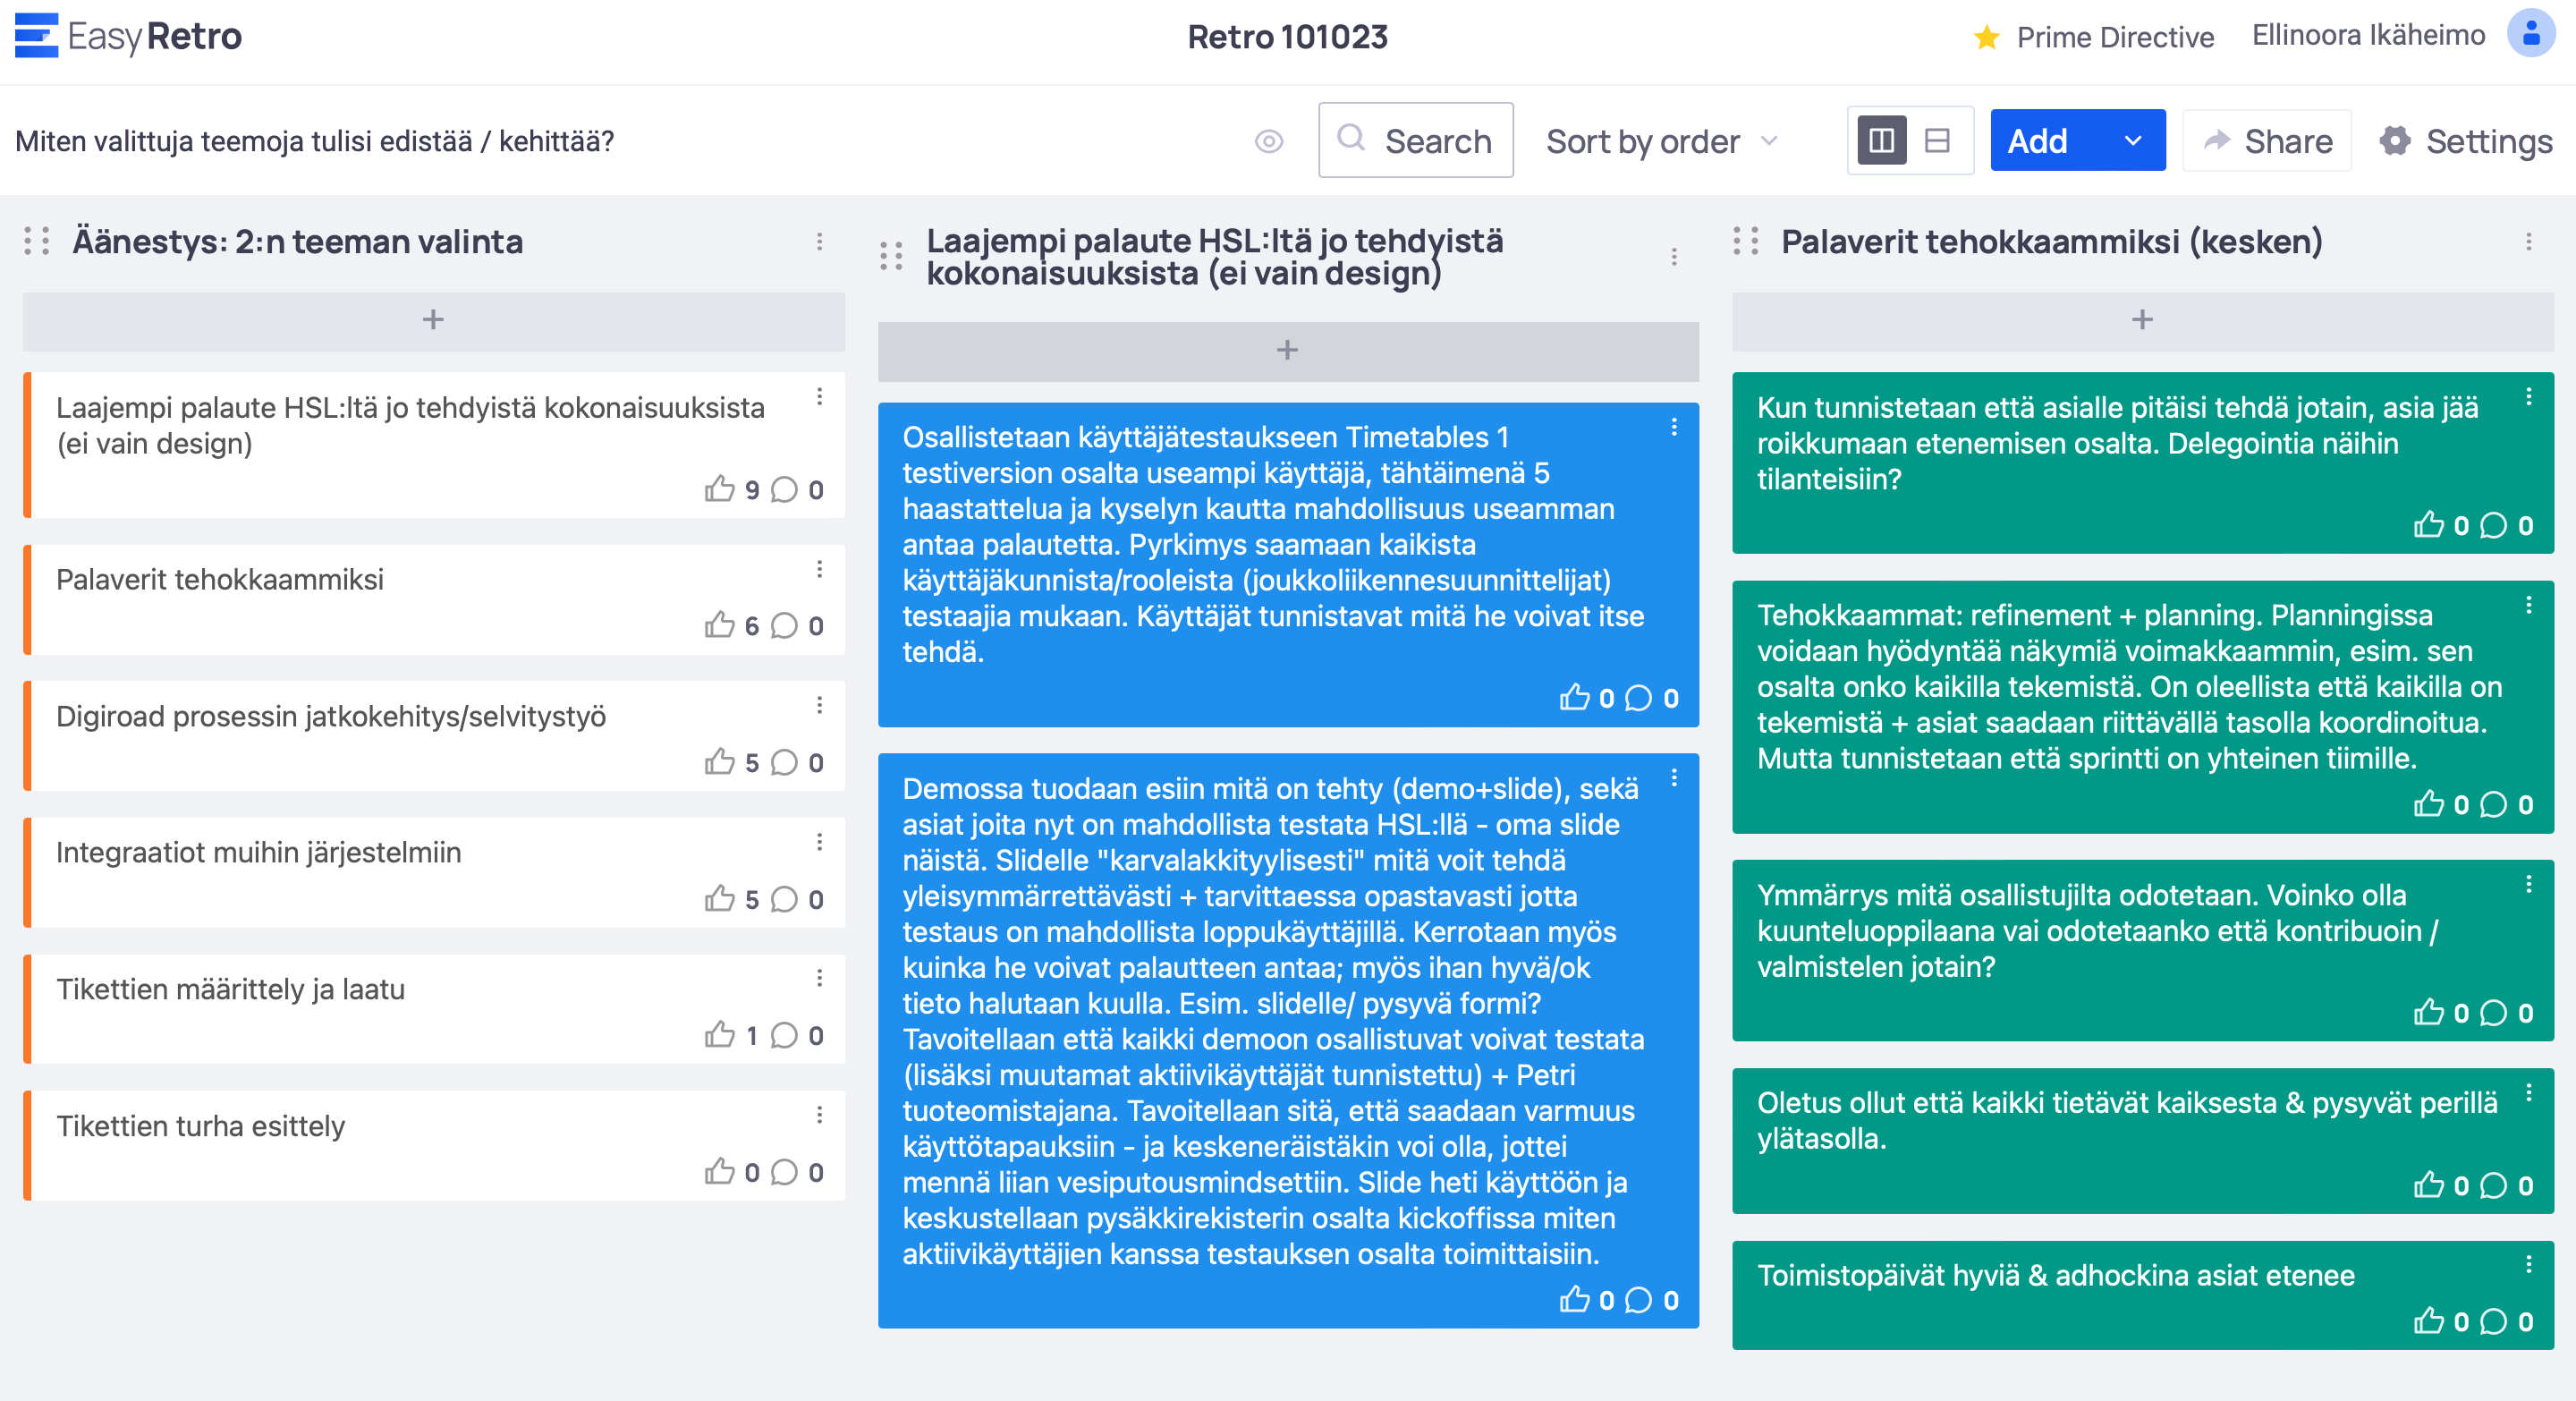 EasyRetro
Retro 101023
Prime Directive
Ellinoora Ikäheimo
Miten valittuja teemoja tulisi edistää / kehittää?
Search
Sort by order
Add
Share
Settings
Äänestys: 2:n teeman valinta
+
Laajempi palaute HSL:ltä jo tehdyistä kokonaisuuksista
(ei vain design)
9 0
Palaverit tehokkaammiksi
6 0
Digiroad prosessin jatkokehitys/selvitystyö
5 0
Integraatiot muihin järjestelmiin
5 0
Tikettien määrittely ja laatu
1 0
Tikettien turha esittely
0 0
Laajempi palaute HSL:ltä jo tehdyistä
kokonaisuuksista (ei vain design)
+
Osallistetaan käyttäjätestaukseen Timetables 1
testiversion osalta useampi käyttäjä, tähtäimenä 5
haastattelua ja kyselyn kautta mahdollisuus useamman
antaa palautetta. Pyrkimys saamaan kaikista
käyttäjäkunnista/rooleista (joukkoliikennesuunnittelijat)
testaajia mukaan. Käyttäjät tunnistavat mitä he voivat itse
tehdä.
0 0
Demossa tuodaan esiin mitä on tehty (demo+slide), sekä
asiat joita nyt on mahdollista testata HSL:llä - oma slide
näistä. Slidelle "karvalakkityylisesti" mitä voit tehdä
yleisymmärrettävästi + tarvittaessa opastavasti jotta
testaus on mahdollista loppukäyttäjillä. Kerrotaan myös
kuinka he voivat palautteen antaa; myös ihan hyvä/ok
tieto halutaan kuulla. Esim. slidelle/ pysyvä formi?
Tavoitellaan että kaikki demoon osallistuvat voivat testata
(lisäksi muutamat aktiivikäyttäjät tunnistettu) + Petri
tuoteomistajana. Tavoitellaan sitä, että saadaan varmuus
käyttötapauksiin - ja keskeneräistäkin voi olla, jottei
mennä liian vesiputousmindsettiin. Slide heti käyttöön ja
keskustellaan pysäkkirekisterin osalta kickoffissa miten
aktiivikäyttäjien kanssa testauksen osalta toimittaisiin.
0 0
Palaverit tehokkaammiksi (kesken)
+
Kun tunnistetaan että asialle pitäisi tehdä jotain, asia jää
roikkumaan etenemisen osalta. Delegointia näihin
tilanteisiin?
0 0
Tehokkaammat: refinement + planning. Planningissa
voidaan hyödyntää näkymiä voimakkaammin, esim. sen
osalta onko kaikilla tekemistä. On oleellista että kaikilla on
tekemistä + asiat saadaan riittävällä tasolla koordinoitua.
Mutta tunnistetaan että sprintti on yhteinen tiimille.
0 0
Ymmärrys mitä osallistujilta odotetaan. Voinko olla
kuunteluoppilaana vai odotetaanko että kontribuoin /
valmistelen jotain?
0 0
Oletus ollut että kaikki tietävät kaiksesta & pysyvät perillä
ylätasolla.
0 0
Toimistopäivät hyviä & adhockina asiat etenee
0 0